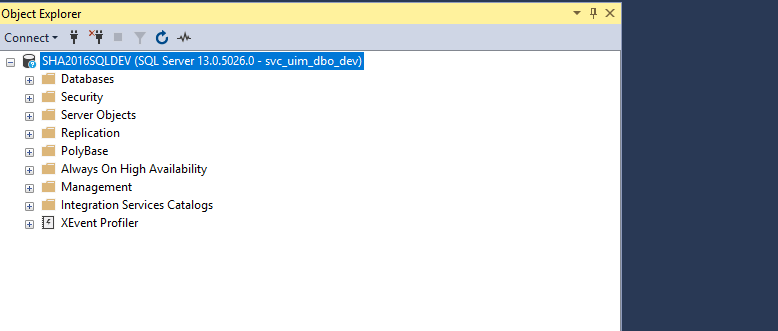 Object Explorer
Connect
SHA2016SQLDEV (SQL Server 13.0.5026.0 - svc_uim_dbo_dev)
Databases
Security
Server Objects
Replication
PolyBase
Always On High Availability
Management
Integration Services Catalogs
XEvent Profiler